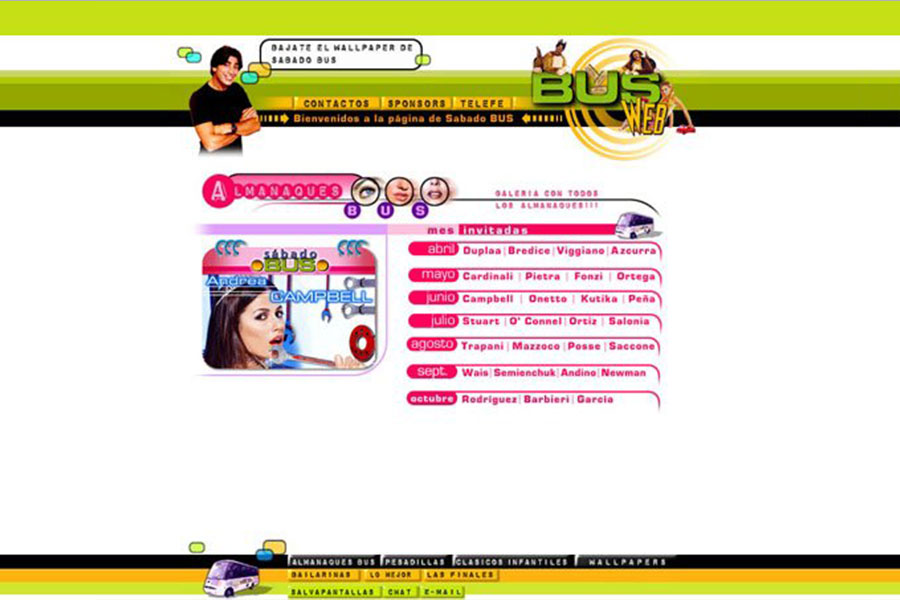 BAJATE EL WALLPAPER DE
SABADO BUS
BUS
WEB
CONTACTOS SPONSORS TELEFE
Bienvenidos a la página de Sabado BUS
ALMANAQUES
BUS
GALERIA CON TODOS
LOS ALMANAQUES!!!
mes invitadas
sábado
BUS
Andrea
CAMPBELL
abril Duplaa | Bredice | Viggiano | Azcurra
mayo Cardinali | Pietra | Fonzi | Ortega
junio Campbell | Onetto | Kutika | Peña
julio Stuart | O' Connel | Ortiz | Salonia
agosto Trapani | Mazzoco | Posse | Saccone
sept. Wais | Semienchuk | Andino | Newman
octubre Rodriguez | Barbieri | Garcia
ALMANAQUES BUS PESADILLAS CLASICOS INFANTILES WALLPAPERS
BAILARINAS LO MEJOR LAS FINALES
SALVAPANTALLAS CHAT E-MAIL